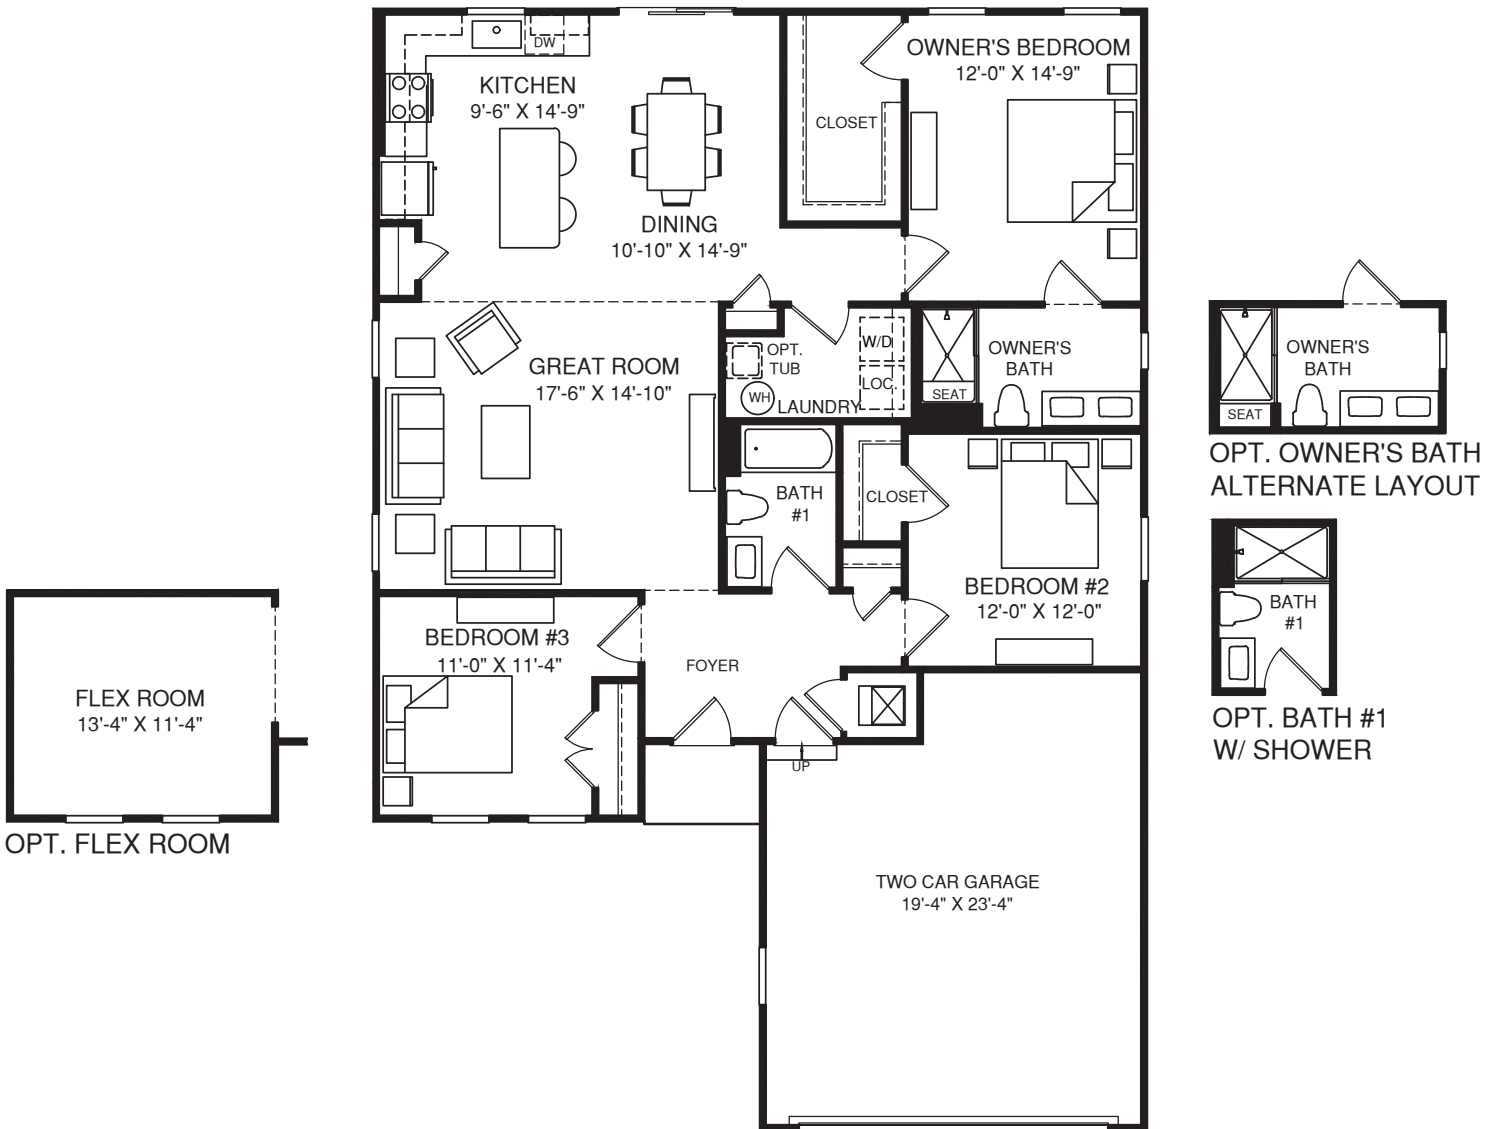 DW
KITCHEN
9'-6" X 14'-9"
OWNER'S BEDROOM
12'-0" X 14'-9"
CLOSET
DINING
10'-10" X 14'-9"
GREAT ROOM
17'-6" X 14'-10"
OPT.
TUB
W/D
LOC.
WH
LAUNDRY
OWNER'S
BATH
SEAT
OWNER'S
BATH
SEAT
OPT. OWNER'S BATH
ALTERNATE LAYOUT
BATH
#1
CLOSET
BEDROOM #2
12'-0" X 12'-0"
BATH
#1
OPT. BATH #1
W/ SHOWER
BEDROOM #3
11'-0" X 11'-4"
FOYER
FLEX ROOM
13'-4" X 11'-4"
OPT. FLEX ROOM
UP
TWO CAR GARAGE
19'-4" X 23'-4"